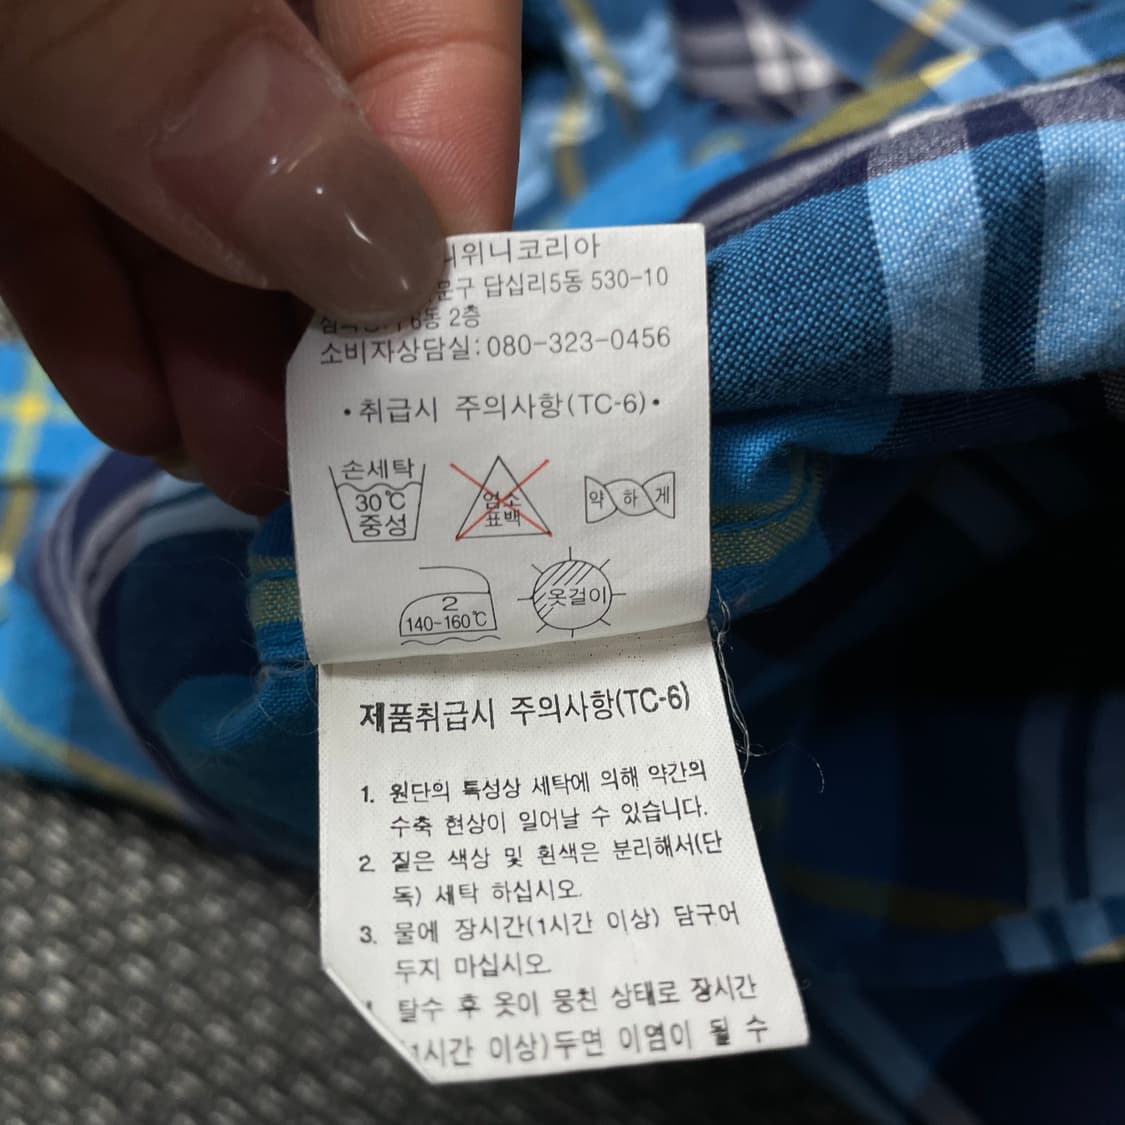 위니코리아
문구 답십리5동 530-10
6동 2층
소비자상담실:080-323-0456
•취급시 주의사항(TC-6)•
손세탁
30℃
중성
염소
표백
약 하 게
2
140~160℃
옷걸이
제품취급시 주의사항(TC-6)
1. 원단의 특성상 세탁에 의해 약간의
수축 현상이 일어날 수 있습니다.
2 짙은 색상 및 흰색은 분리해서(단
독) 세탁 하십시오.
3. 물에 장시간(1시간 이상) 담구어
두지 마십시오.
탈수 후 옷이 뭉친 상태로 장시간
1시간 이상)두면 이염이 될 수